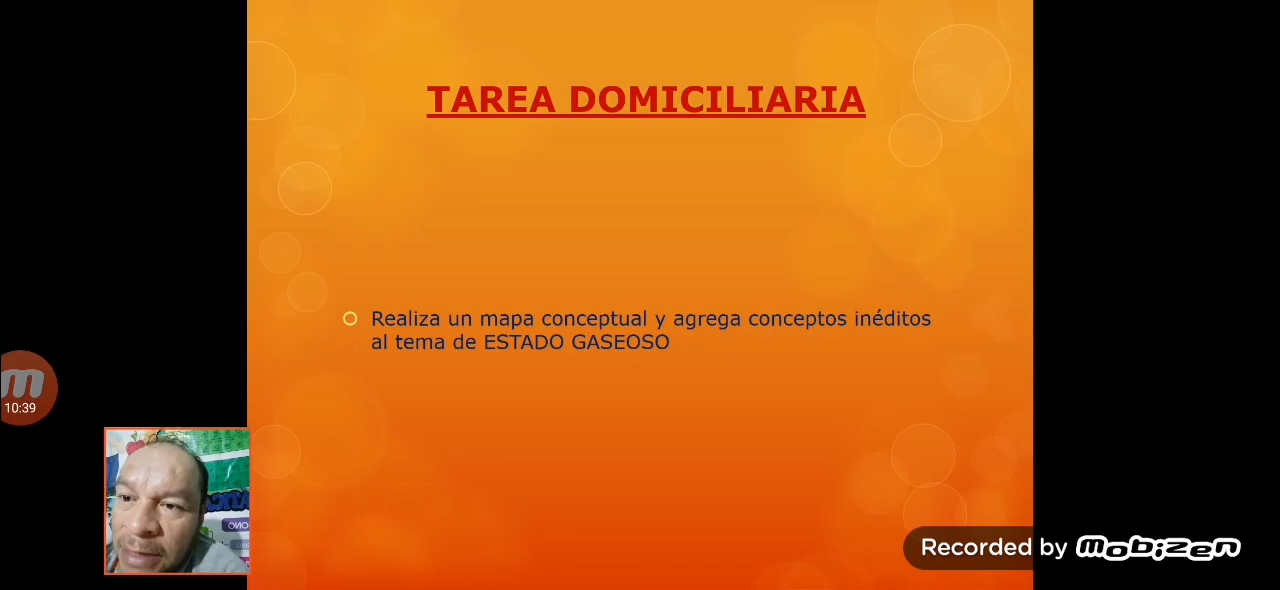 TAREA DOMICILIARIA
Realiza un mapa conceptual y agrega conceptos inéditos
al tema de ESTADO GASEOSO
10:39
Recorded by mobizen